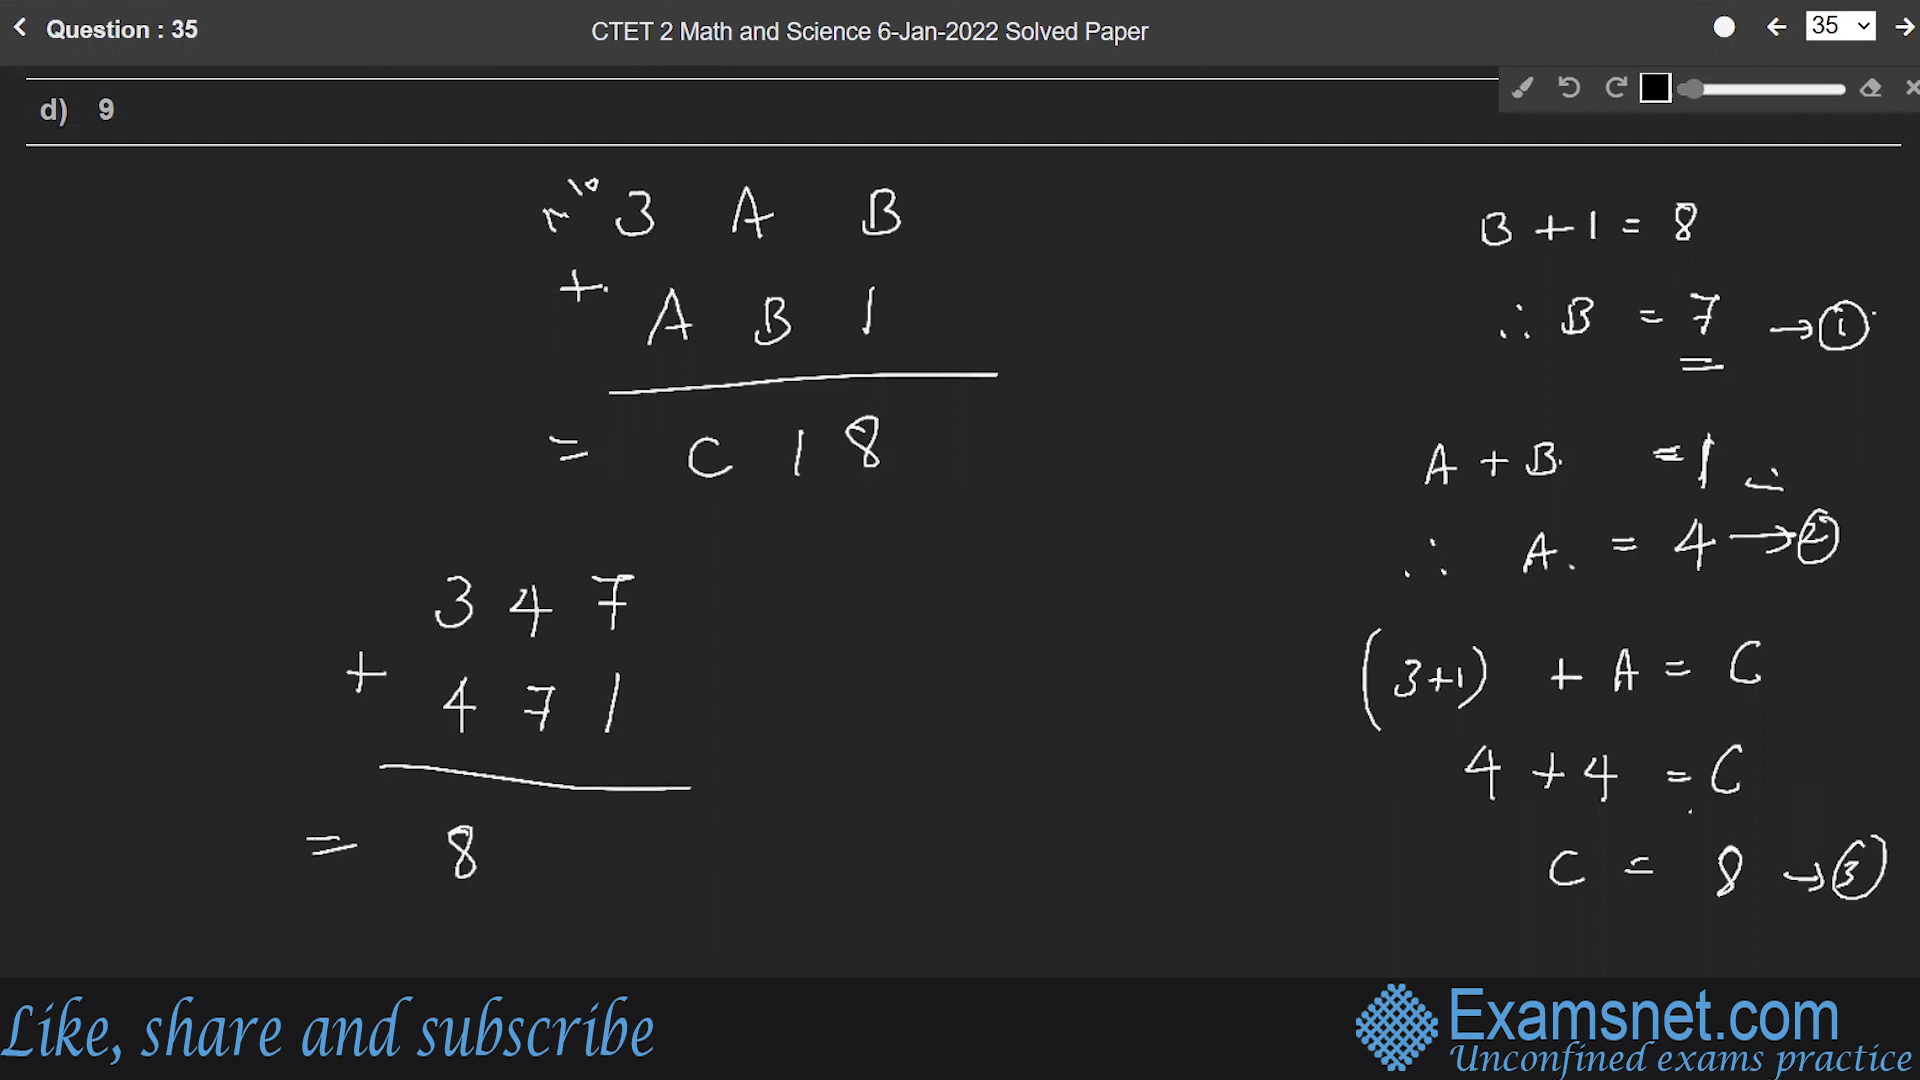 Question : 35
CTET 2 Math and Science 6-Jan-2022 Solved Paper
35
d) 9
3 A B
+ A B 1
= C 1 8
3 4 7
+ 4 7 1
= 8
B + 1 = 8
∴ B = 7 → ①
A + B = 1
∴ A. = 4 → ②
(3+1) + A = C
4 + 4 = C
C = 8 → ③
Like, share and subscribe
Examsnet.com
Unconfined exams practice